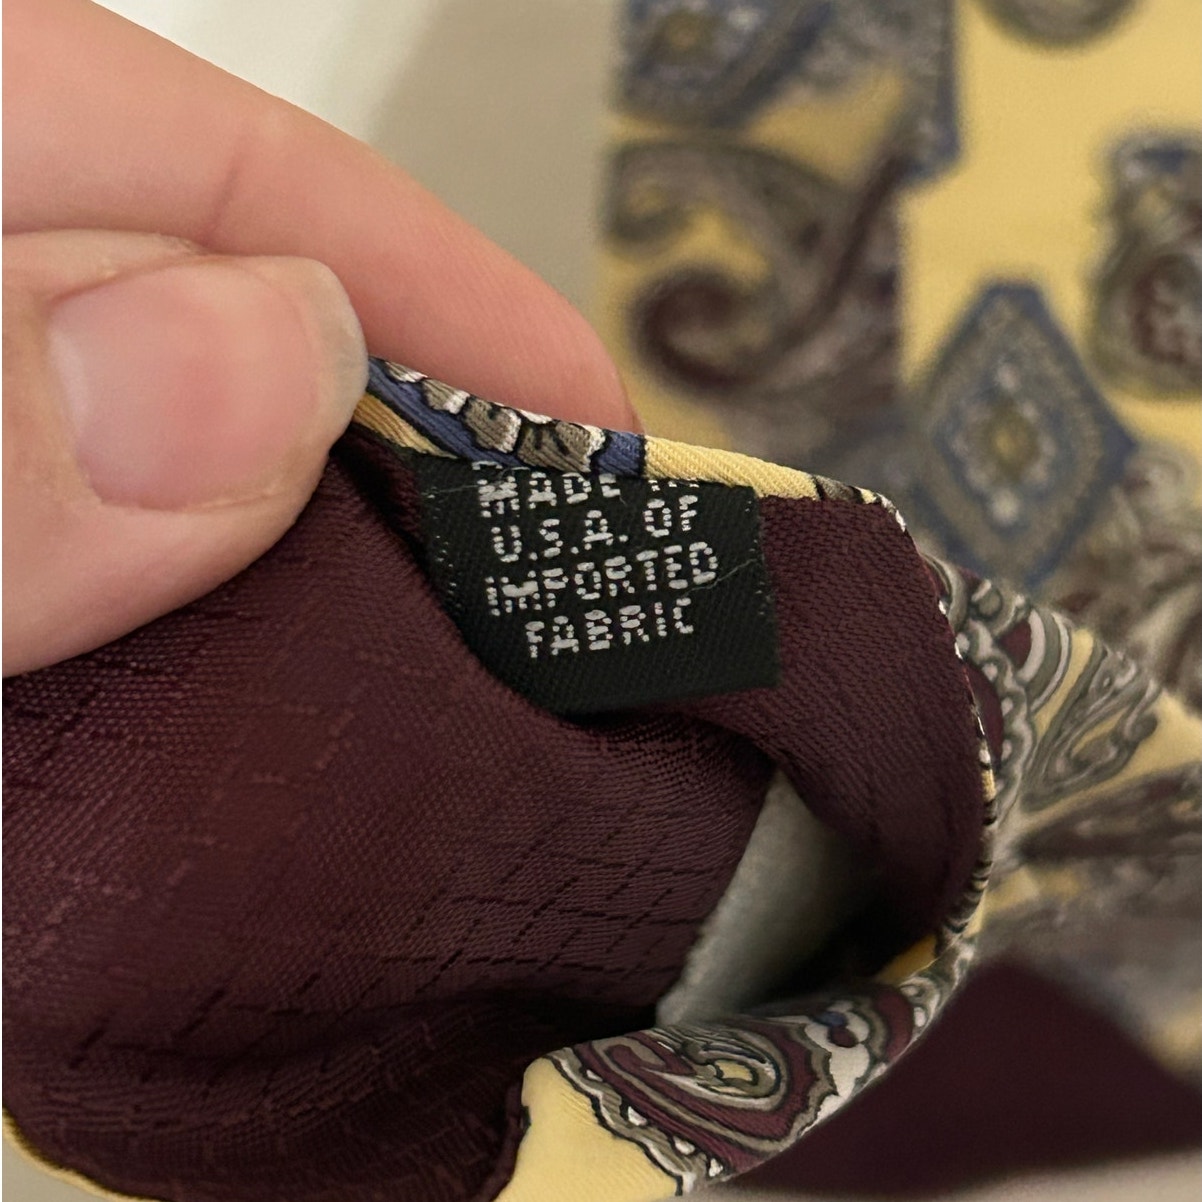 MADE IN
U.S.A. OF
IMPORTED
FABRIC